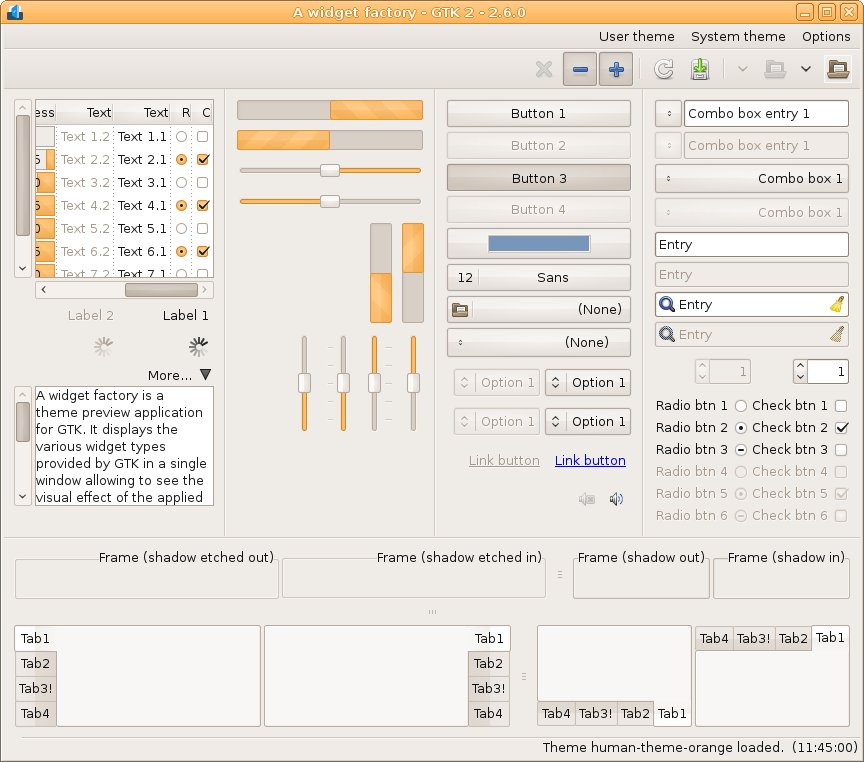 A widget factory - GTK 2 - 2.6.0
User theme System theme Options
ess Text Text R C
Text 1.2 Text 1.1
Text 2.2 Text 2.1
Text 3.2 Text 3.1
Text 4.2 Text 4.1
Text 5.2 Text 5.1
Text 6.2 Text 6.1
Text 7.2 Text 7.1
Label 2 Label 1
More...
A widget factory is a
theme preview application
for GTK. It displays the
various widget types
provided by GTK in a single
window allowing to see the
visual effect of the applied
Button 1
Button 2
Button 3
Button 4
12 Sans
(None)
(None)
Option 1 Option 1
Option 1 Option 1
Link button Link button
Combo box entry 1
Combo box entry 1
Combo box 1
Combo box 1
Entry
Entry
Entry
Entry
1 1
Radio btn 1 Check btn 1
Radio btn 2 Check btn 2
Radio btn 3 Check btn 3
Radio btn 4 Check btn 4
Radio btn 5 Check btn 5
Radio btn 6 Check btn 6
Frame (shadow etched out) Frame (shadow etched in) Frame (shadow out) Frame (shadow in)
Tab1
Tab2
Tab3!
Tab4
Tab1
Tab2
Tab3!
Tab4
Tab4 Tab3! Tab2 Tab1
Tab4 Tab3! Tab2 Tab1
Theme human-theme-orange loaded. (11:45:00)